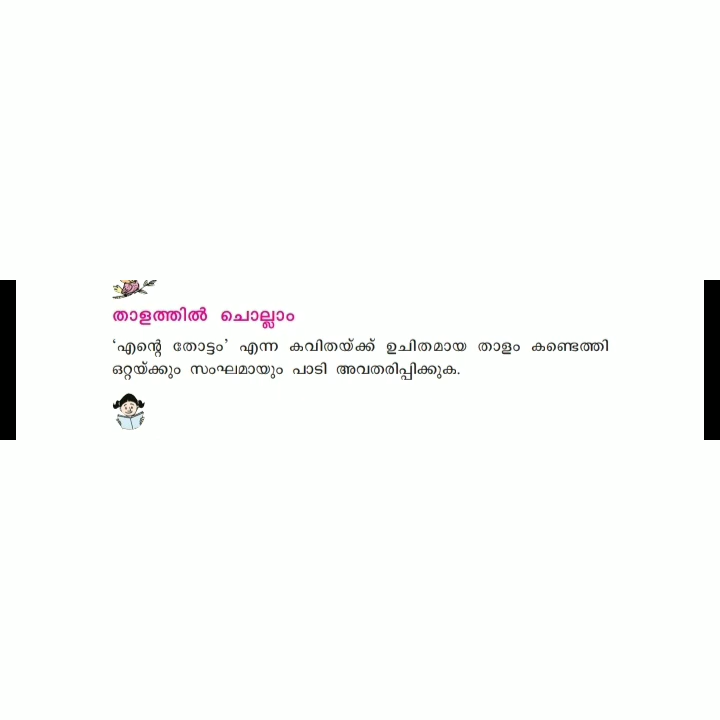 താളത്തിൽ ചൊല്ലാം
‘എന്റെ തോട്ടം’ എന്ന കവിതയ്ക്ക് ഉചിതമായ താളം കണ്ടെത്തി
ഒറ്റയ്ക്കും സംഘമായും പാടി അവതരിപ്പിക്കുക.